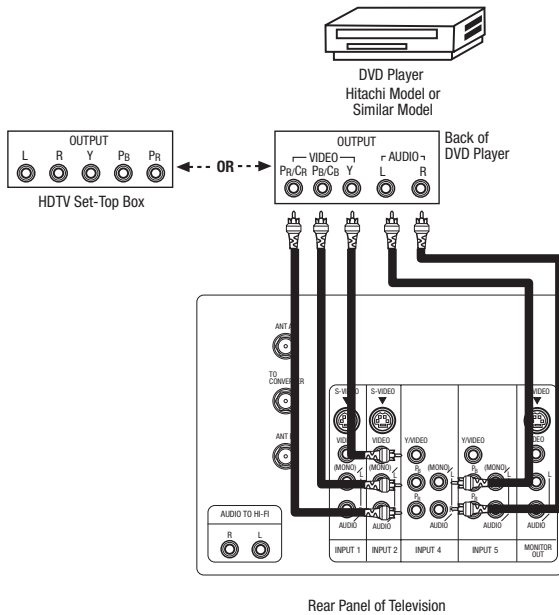 DVD Player
Hitachi Model or
Similar Model
OUTPUT
L R Y PB PR
HDTV Set-Top Box
OR
OUTPUT
VIDEO AUDIO
PR/CR PB/CB Y L R
Back of
DVD Player
ANT
TO
ANT
S-VIDEO S-VIDEO
VIDEO Y/VIDEO Y/VIDEO
(MONO) (MONO) (MONO) (MONO)
L L L L L
PB PB
PR
R
AUDIO AUDIO AUDIO AUDIO AUDIO
AUDIO TO HI-FI
R L
INPUT 1 INPUT 2 INPUT 4 INPUT 5 MONITOR
OUT
Rear Panel of Television